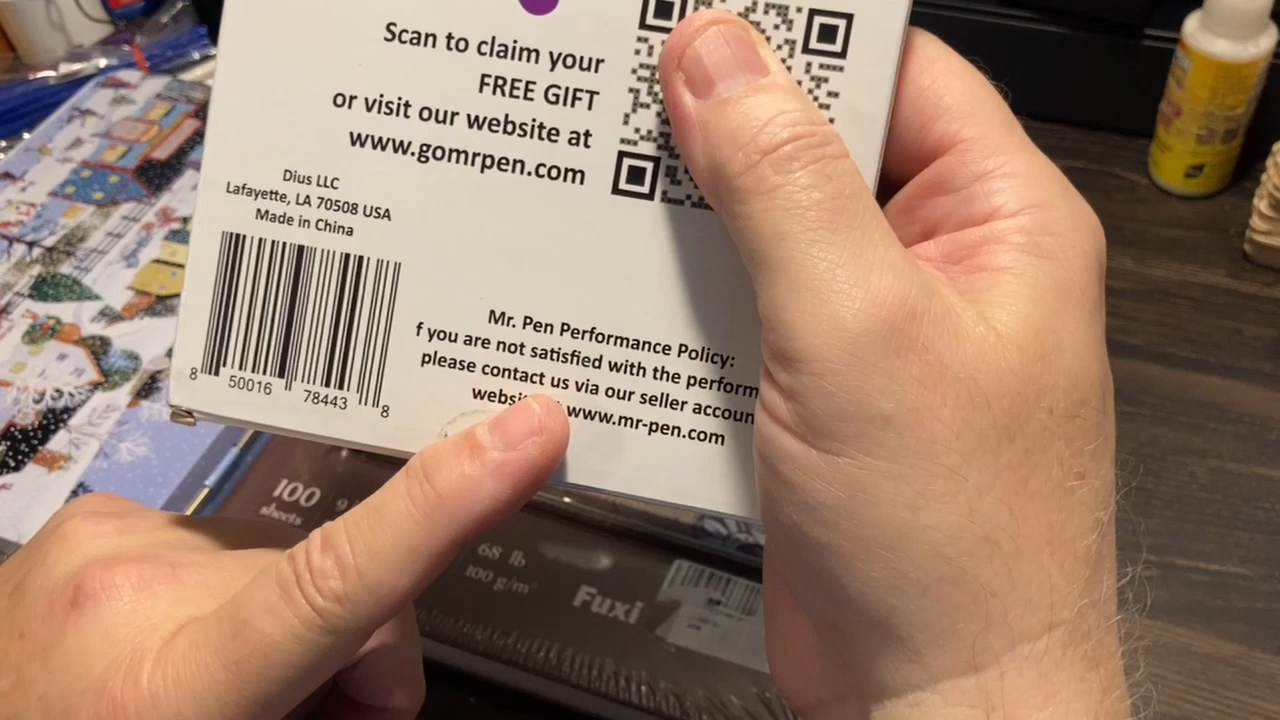 Scan to claim your
FREE GIFT
or visit our website at
www.gomrpen.com
Dius LLC
Lafayette, LA 70508 USA
Made in China
8 50016 78443 8
Mr. Pen Performance Policy:
f you are not satisfied with the perform
please contact us via our seller accoun
websi www.mr-pen.com
100
sheets
68 lb
100 g/m²
Fuxi